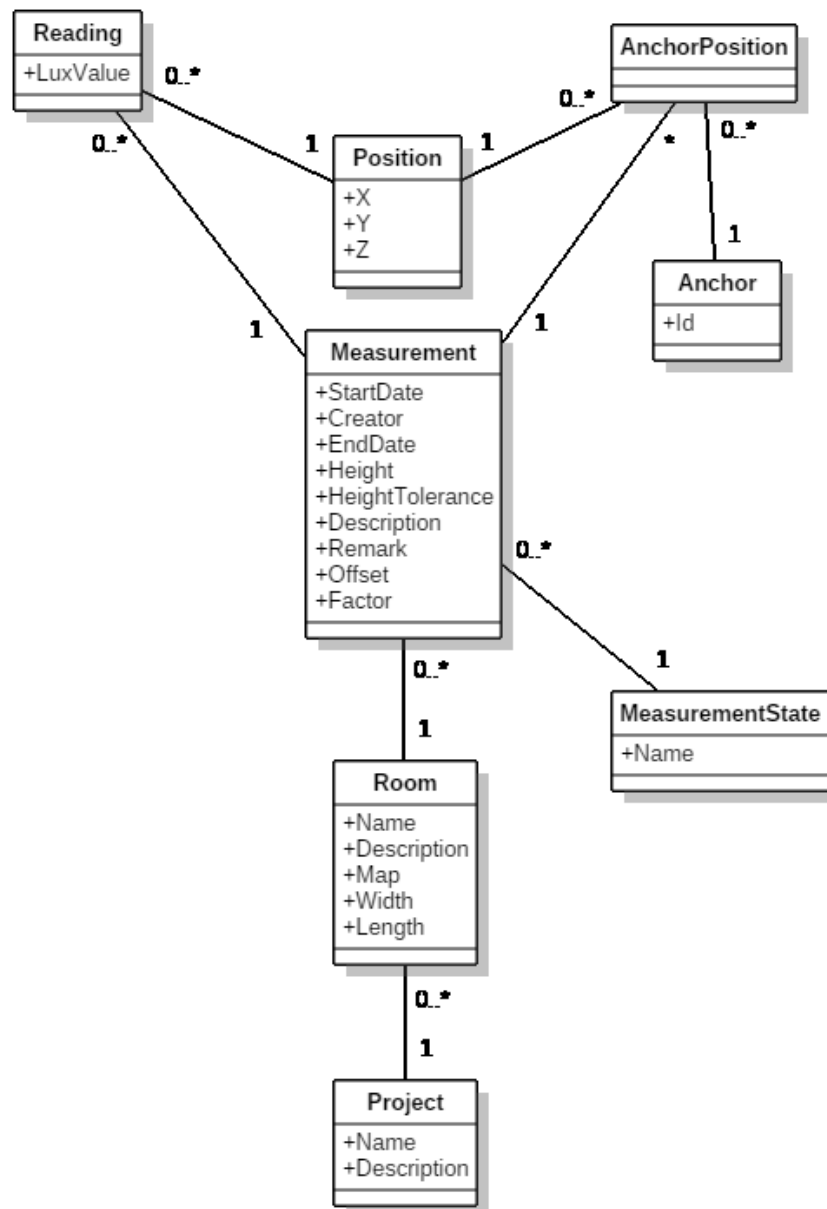 Reading
+LuxValue
AnchorPosition
0..*
0..*
0..*
0..*
*
1
1
Position
+X
+Y
+Z
1
Anchor
+Id
1
1
Measurement
+StartDate
+Creator
+EndDate
+Height
+HeightTolerance
+Description
+Remark
+Offset
+Factor
0..*
1
MeasurementState
+Name
0..*
1
Room
+Name
+Description
+Map
+Width
+Length
0..*
1
Project
+Name
+Description